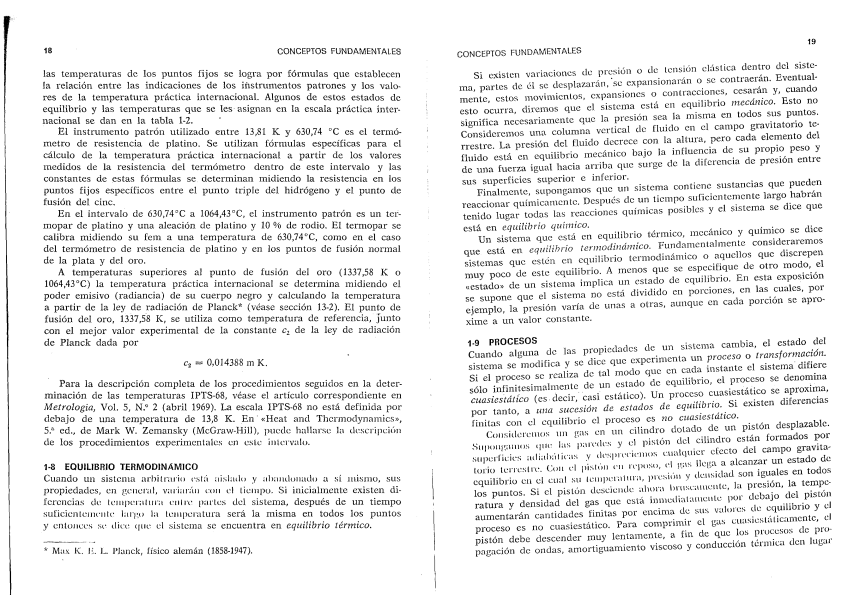 18
CONCEPTOS FUNDAMENTALES
las temperaturas de los puntos fijos se logra por fórmulas que establecen
la relación entre las indicaciones de los instrumentos patrones y los valo-
res de la temperatura práctica internacional. Algunos de estos estados de
equilibrio y las temperaturas que se les asignan en la escala práctica inter-
nacional se dan en la tabla 1-2.
El instrumento patrón utilizado entre 13,81 K y 630,74 °C es el termó-
metro de resistencia de platino. Se utilizan fórmulas específicas para el
cálculo de la temperatura práctica internacional a partir de los valores
medidos de la resistencia del termómetro dentro de este intervalo y las
constantes de estas fórmulas se determinan midiendo la resistencia en los
puntos fijos específicos entre el punto triple del hidrógeno y el punto de
fusión del cinc.
En el intervalo de 630,74°C a 1064,43°C, el instrumento patrón es un ter-
mopar de platino y una aleación de platino y 10 % de rodio. El termopar se
calibra midiendo su fem a una temperatura de 630,74°C, como en el caso
del termómetro de resistencia de platino y en los puntos de fusión normal
de la plata y del oro.
A temperaturas superiores al punto de fusión del oro (1337,58 K o
1064,43°C) la temperatura práctica internacional se determina midiendo el
poder emisivo (radiancia) de su cuerpo negro y calculando la temperatura
a partir de la ley de radiación de Planck* (véase sección 13-2). El punto de
fusión del oro, 1337,58 K, se utiliza como temperatura de referencia, junto
con el mejor valor experimental de la constante c₂ de la ley de radiación
de Planck dada por
c₂ = 0,014388 m K.
Para la descripción completa de los procedimientos seguidos en la deter-
minación de las temperaturas IPTS-68, véase el artículo correspondiente en
Metrologia, Vol. 5, N.º 2 (abril 1969). La escala IPTS-68 no está definida por
debajo de una temperatura de 13,8 K. En «Heat and Thermodynamics»,
5.ª ed., de Mark W. Zemansky (McGraw-Hill), puede hallarse la descripción
de los procedimientos experimentales en este intervalo.
1-8 EQUILIBRIO TERMODINÁMICO
Cuando un sistema arbitrario está aislado y abandonado a sí mismo, sus
propiedades, en general, variarán con el tiempo. Si inicialmente existen di-
ferencias de temperatura entre partes del sistema, después de un tiempo
suficientemente largo la temperatura será la misma en todos los puntos
y entonces se dice que el sistema se encuentra en equilibrio térmico.
* Max K. E. L. Planck, físico alemán (1858-1947).
CONCEPTOS FUNDAMENTALES
19
Si existen variaciones de presión o de tensión elástica dentro del siste-
ma, partes de él se desplazarán, se expansionarán o se contraerán. Eventual-
mente, estos movimientos, expansiones o contracciones, cesarán y, cuando
esto ocurra, diremos que el sistema está en equilibrio mecánico. Esto no
significa necesariamente que la presión sea la misma en todos sus puntos.
Consideremos una columna vertical de fluido en el campo gravitatorio te-
rrestre. La presión del fluido decrece con la altura, pero cada elemento del
fluido está en equilibrio mecánico bajo la influencia de su propio peso y
de una fuerza igual hacia arriba que surge de la diferencia de presión entre
sus superficies superior e inferior.
Finalmente, supongamos que un sistema contiene sustancias que pueden
reaccionar químicamente. Después de un tiempo suficientemente largo habrán
tenido lugar todas las reacciones químicas posibles y el sistema se dice que
está en equilibrio químico.
Un sistema que está en equilibrio térmico, mecánico y químico se dice
que está en equilibrio termodinámico. Fundamentalmente consideraremos
sistemas que estén en equilibrio termodinámico o aquellos que discrepen
muy poco de este equilibrio. A menos que se especifique de otro modo, el
«estado» de un sistema implica un estado de equilibrio. En esta exposición
se supone que el sistema no está dividido en porciones, en las cuales, por
ejemplo, la presión varía de unas a otras, aunque en cada porción se apro-
xime a un valor constante.
1-9 PROCESOS
Cuando alguna de las propiedades de un sistema cambia, el estado del
sistema se modifica y se dice que experimenta un proceso o transformación.
Si el proceso se realiza de tal modo que en cada instante el sistema difiere
sólo infinitesimalmente de un estado de equilibrio, el proceso se denomina
cuasiestático (es decir, casi estático). Un proceso cuasiestático se aproxima,
por tanto, a una sucesión de estados de equilibrio. Si existen diferencias
finitas con el equilibrio el proceso es no cuasiestático.
Consideremos un gas en un cilindro dotado de un pistón desplazable.
Supongamos que las paredes y el pistón del cilindro están formados por
superficies adiabáticas y despreciemos cualquier efecto del campo gravita-
torio terrestre. Con el pistón en reposo, el gas llega a alcanzar un estado de
equilibrio en el cual su temperatura, presión y densidad son iguales en todos
los puntos. Si el pistón desciende ahora bruscamente, la presión, la tempe-
ratura y densidad del gas que está inmediatamente por debajo del pistón
aumentarán cantidades finitas por encima de sus valores de equilibrio y el
proceso es no cuasiestático. Para comprimir el gas cuasiestáticamente, el
pistón debe descender muy lentamente, a fin de que los procesos de pro-
pagación de ondas, amortiguamiento viscoso y conducción térmica den lugar